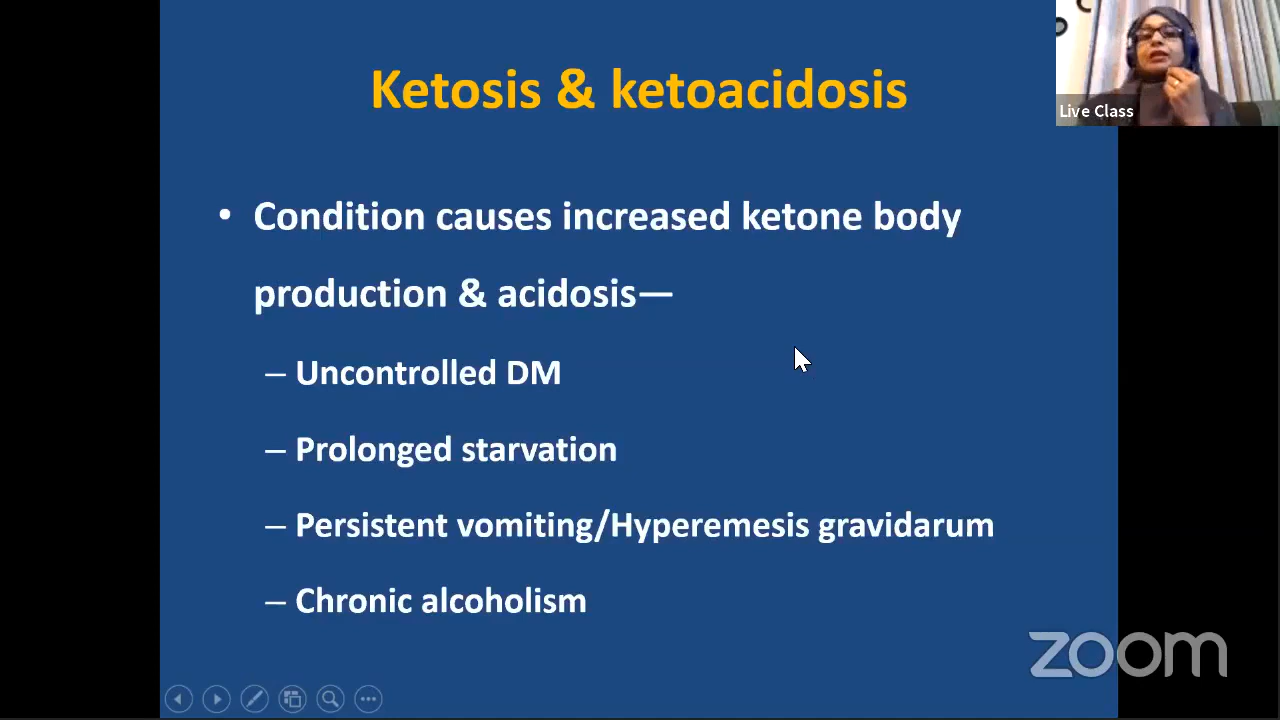 Ketosis & ketoacidosis
Live Class
• Condition causes increased ketone body
production & acidosis—
– Uncontrolled DM
– Prolonged starvation
– Persistent vomiting/Hyperemesis gravidarum
– Chronic alcoholism
zoom